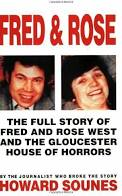 FRED & ROSE
THE FULL STORY OF
FRED AND ROSE WEST
AND THE GLOUCESTER
HOUSE OF HORRORS
BY THE JOURNALIST WHO BROKE THE STORY
HOWARD SOUNES